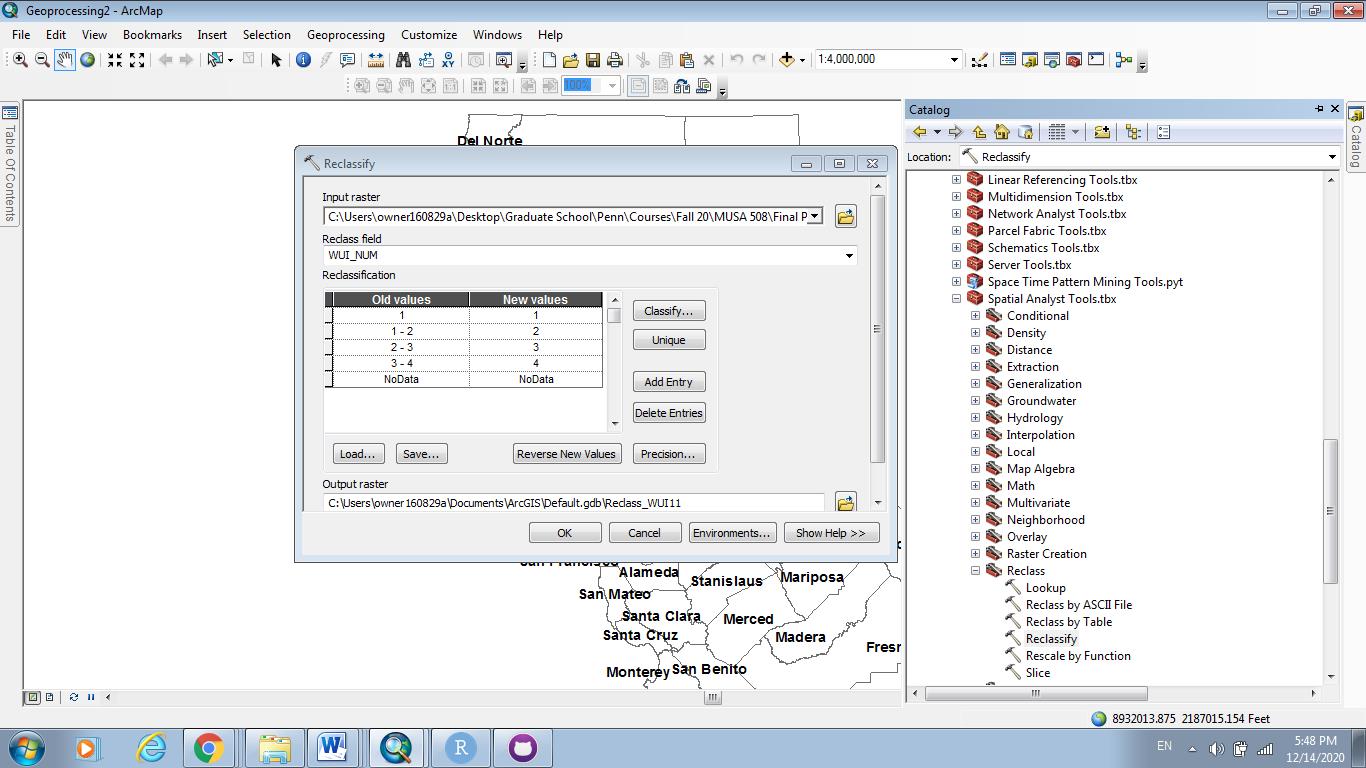 Geoprocessing2 - ArcMap
File Edit View Bookmarks Insert Selection Geoprocessing Customize Windows Help
1:4,000,000
100%
Table Of Contents
Del Norte
Reclassify
Input raster
C:\Users\owner160829a\Desktop\Graduate School\Penn\Courses\Fall 20\MUSA 508\Final P
Reclass field
WUI_NUM
Reclassification
Old values New values
1 1
1 - 2 2
2 - 3 3
3 - 4 4
NoData NoData
Classify...
Unique
Add Entry
Delete Entries
Load... Save... Reverse New Values Precision...
Output raster
C:\Users\owner160829a\Documents\ArcGIS\Default.gdb\Reclass_WUI11
OK Cancel Environments... Show Help >>
San Francisco
Alameda
Stanislaus
Mariposa
San Mateo
Santa Clara
Merced
Santa Cruz
Madera
Fresn
Monterey
San Benito
Catalog
Location: Reclassify
Linear Referencing Tools.tbx
Multidimension Tools.tbx
Network Analyst Tools.tbx
Parcel Fabric Tools.tbx
Schematics Tools.tbx
Server Tools.tbx
Space Time Pattern Mining Tools.pyt
Spatial Analyst Tools.tbx
Conditional
Density
Distance
Extraction
Generalization
Groundwater
Hydrology
Interpolation
Local
Map Algebra
Math
Multivariate
Neighborhood
Overlay
Raster Creation
Reclass
Lookup
Reclass by ASCII File
Reclass by Table
Reclassify
Rescale by Function
Slice
Catalog
8932013.875 2187015.154 Feet
EN
5:48 PM
12/14/2020